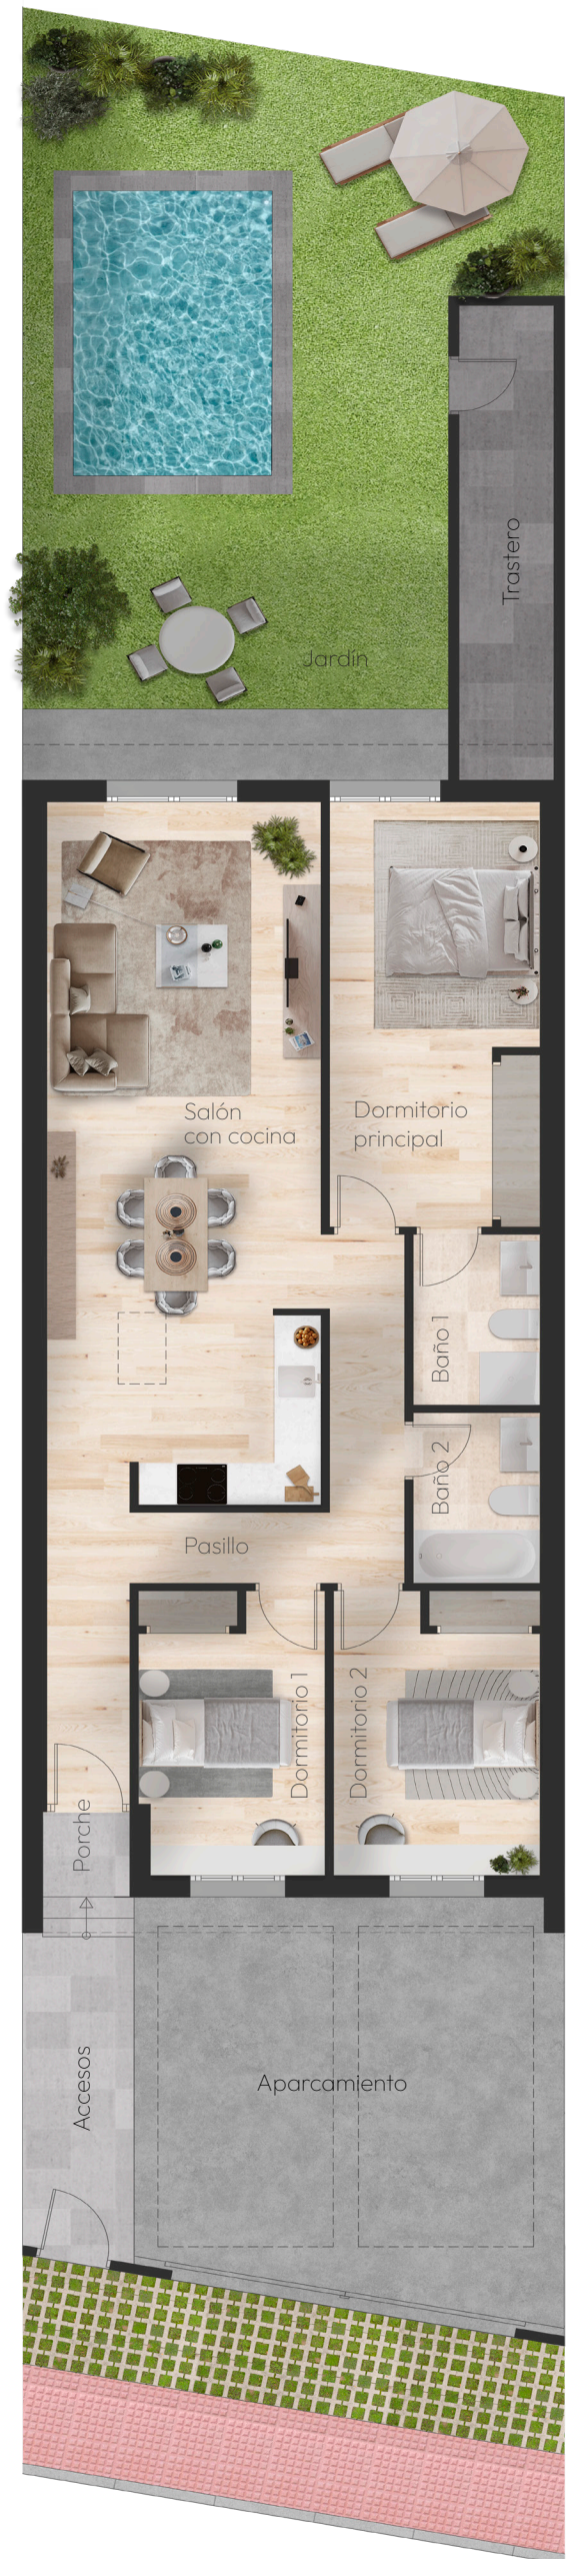 Trastero
Jardín
Salón
con cocina
Dormitorio
principal
Baño 1
Baño 2
Pasillo
Dormitorio 1
Dormitorio 2
Porche
Accesos
Aparcamiento